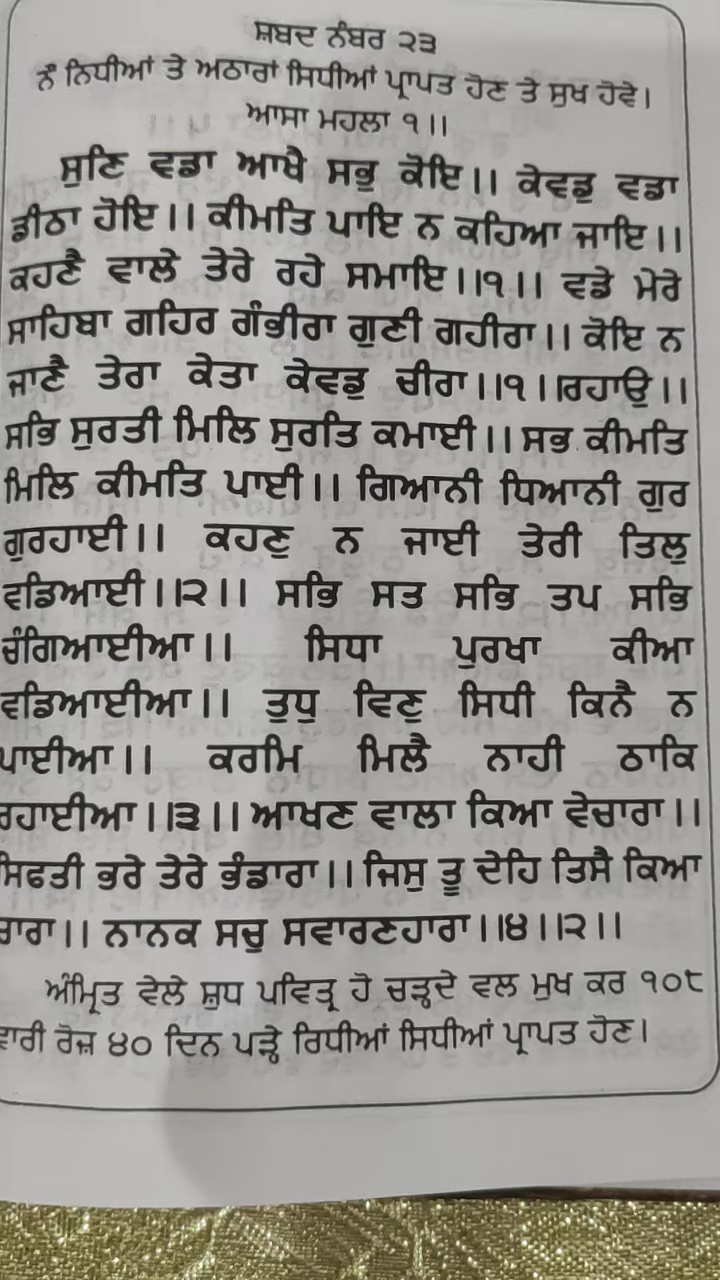 ਸ਼ਬਦ ਨੰਬਰ ੨੩
ਨੌਂ ਨਿਧੀਆਂ ਤੇ ਅਠਾਰਾਂ ਸਿਧੀਆਂ ਪ੍ਰਾਪਤ ਹੋਣ ਤੇ ਸੁਖ ਹੋਵੇ।
ਆਸਾ ਮਹਲਾ ੧।।
ਸੁਣਿ ਵਡਾ ਆਖੈ ਸਭੁ ਕੋਇ।। ਕੇਵਡੁ ਵਡਾ
ਡੀਠਾ ਹੋਇ।। ਕੀਮਤਿ ਪਾਇ ਨ ਕਹਿਆ ਜਾਇ।।
ਕਹਣੈ ਵਾਲੇ ਤੇਰੇ ਰਹੇ ਸਮਾਇ।।੧।। ਵਡੇ ਮੇਰੇ
ਸਾਹਿਬਾ ਗਹਿਰ ਗੰਭੀਰਾ ਗੁਣੀ ਗਹੀਰਾ।। ਕੋਇ ਨ
ਜਾਣੈ ਤੇਰਾ ਕੇਤਾ ਕੇਵਡੁ ਚੀਰਾ।।੧।।ਰਹਾਉ।।
ਸਭਿ ਸੁਰਤੀ ਮਿਲਿ ਸੁਰਤਿ ਕਮਾਈ।। ਸਭ ਕੀਮਤਿ
ਮਿਲਿ ਕੀਮਤਿ ਪਾਈ।। ਗਿਆਨੀ ਧਿਆਨੀ ਗੁਰ
ਗੁਰਹਾਈ।। ਕਹਣੁ ਨ ਜਾਈ ਤੇਰੀ ਤਿਲੁ
ਵਡਿਆਈ।।੨।। ਸਭਿ ਸਤ ਸਭਿ ਤਪ ਸਭਿ
ਚੰਗਿਆਈਆ।। ਸਿਧਾ ਪੁਰਖਾ ਕੀਆ
ਵਡਿਆਈਆ।। ਤੁਧੁ ਵਿਣੁ ਸਿਧੀ ਕਿਨੈ ਨ
ਪਾਈਆ।। ਕਰਮਿ ਮਿਲੈ ਨਾਹੀ ਠਾਕਿ
ਰਹਾਈਆ।।੩।। ਆਖਣ ਵਾਲਾ ਕਿਆ ਵੇਚਾਰਾ।।
ਸਿਫਤੀ ਭਰੇ ਤੇਰੇ ਭੰਡਾਰਾ।। ਜਿਸੁ ਤੂ ਦੇਹਿ ਤਿਸੈ ਕਿਆ
ਚਾਰਾ।। ਨਾਨਕ ਸਚੁ ਸਵਾਰਣਹਾਰਾ।।੪।।੨।।
ਅੰਮ੍ਰਿਤ ਵੇਲੇ ਸ਼ੁਧ ਪਵਿਤ੍ਰ ਹੋ ਚੜ੍ਹਦੇ ਵਲ ਮੁਖ ਕਰ ੧੦੮
ਵਾਰੀ ਰੋਜ਼ ੪੦ ਦਿਨ ਪੜ੍ਹੇ ਰਿਧੀਆਂ ਸਿਧੀਆਂ ਪ੍ਰਾਪਤ ਹੋਣ।